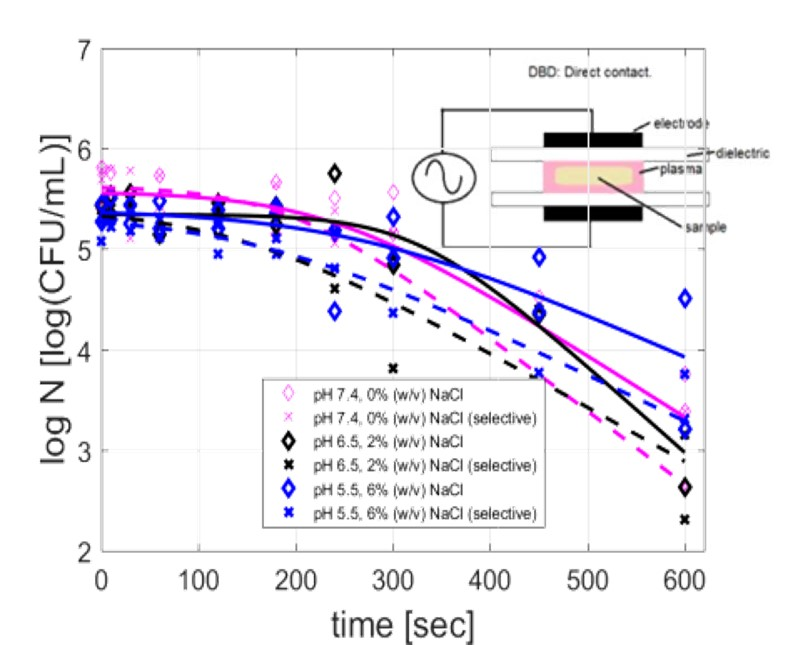 DBD: Direct contact.
electrode
dielectric
plasma
sample
log N [log(CFU/mL)]
7
6
5
4
3
2
pH 7.4, 0% (w/v) NaCl
pH 7.4, 0% (w/v) NaCl (selective)
pH 6.5, 2% (w/v) NaCl
pH 6.5, 2% (w/v) NaCl (selective)
pH 5.5, 6% (w/v) NaCl
pH 5.5, 6% (w/v) NaCl (selective)
0 100 200 300 400 500 600
time [sec]